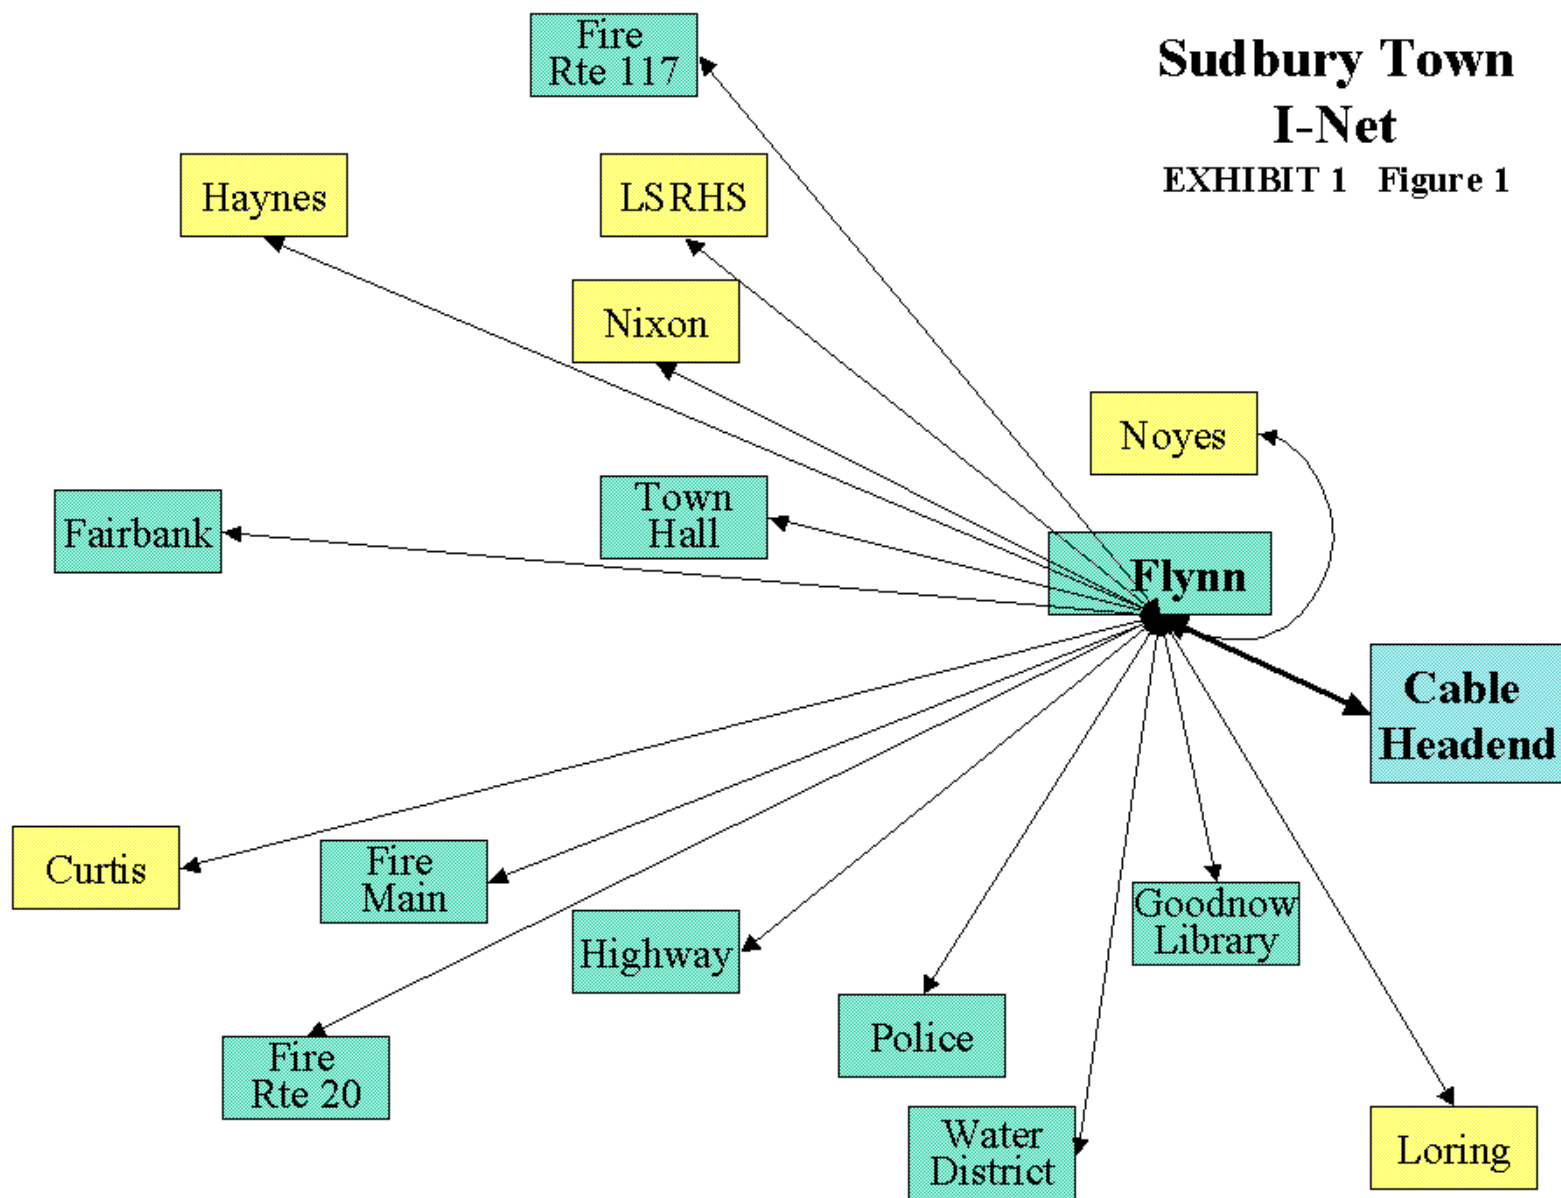 Fire
Rte 117
Sudbury Town
I-Net
EXHIBIT 1 Figure 1
Haynes
LSRHS
Nixon
Noyes
Fairbank
Town
Hall
Flynn
Cable
Headend
Curtis
Fire
Main
Highway
Goodnow
Library
Police
Fire
Rte 20
Water
District
Loring